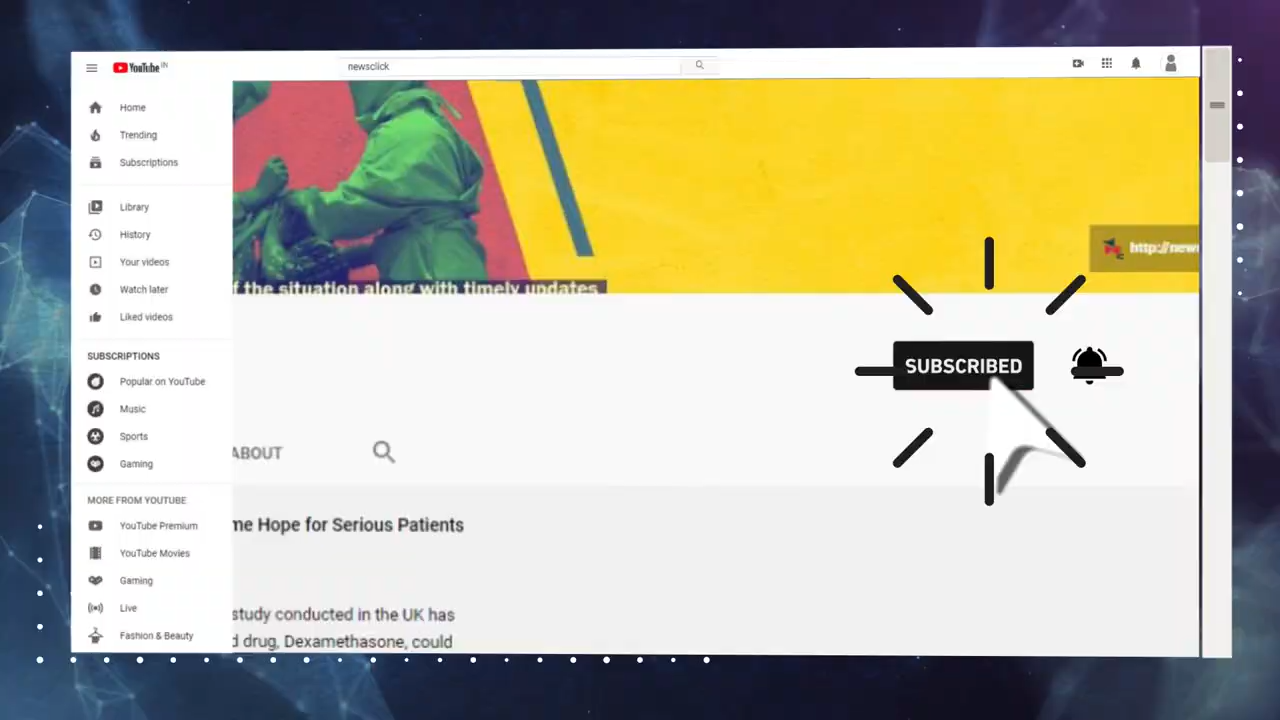 YouTube IN
newsclick
Home
Trending
Subscriptions
Library
History
Your videos
Watch later
Liked videos
SUBSCRIPTIONS
Popular on YouTube
Music
Sports
Gaming
MORE FROM YOUTUBE
YouTube Premium
YouTube Movies
Gaming
Live
Fashion & Beauty
f the situation along with timely updates
http://new
SUBSCRIBED
ABOUT
me Hope for Serious Patients
study conducted in the UK has
d drug, Dexamethasone, could